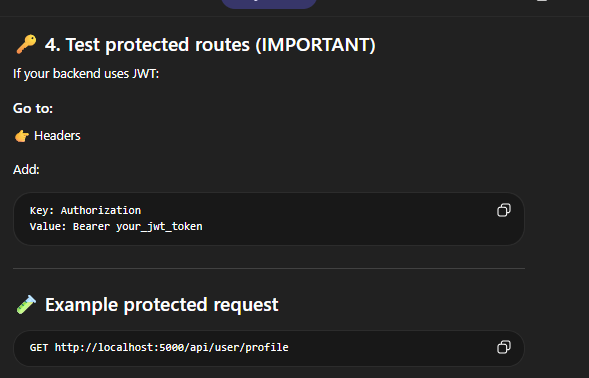 🔑 4. Test protected routes (IMPORTANT)
If your backend uses JWT:
Go to:
👉 Headers
Add:
Key: Authorization
Value: Bearer your_jwt_token
🧪 Example protected request
GET http://localhost:5000/api/user/profile